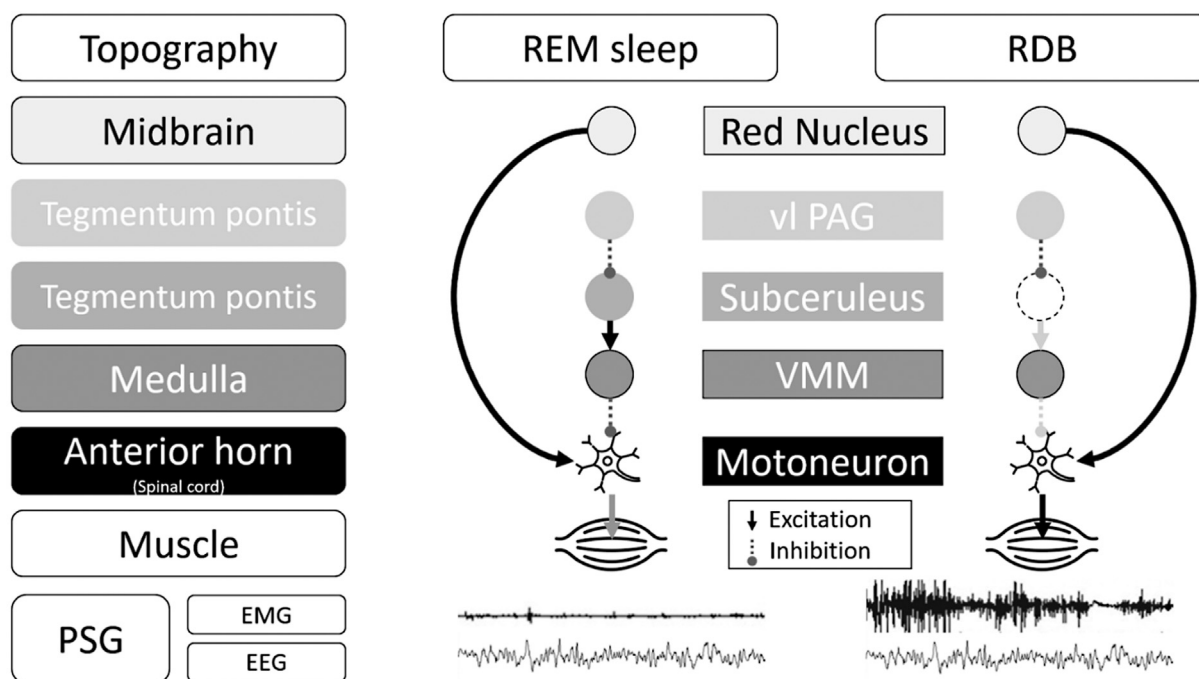 Topography
REM sleep
RDB
Midbrain
Red Nucleus
Tegmentum pontis
vl PAG
Tegmentum pontis
Subceruleus
Medulla
VMM
Anterior horn
(Spinal cord)
Motoneuron
Muscle
Excitation
Inhibition
PSG
EMG
EEG